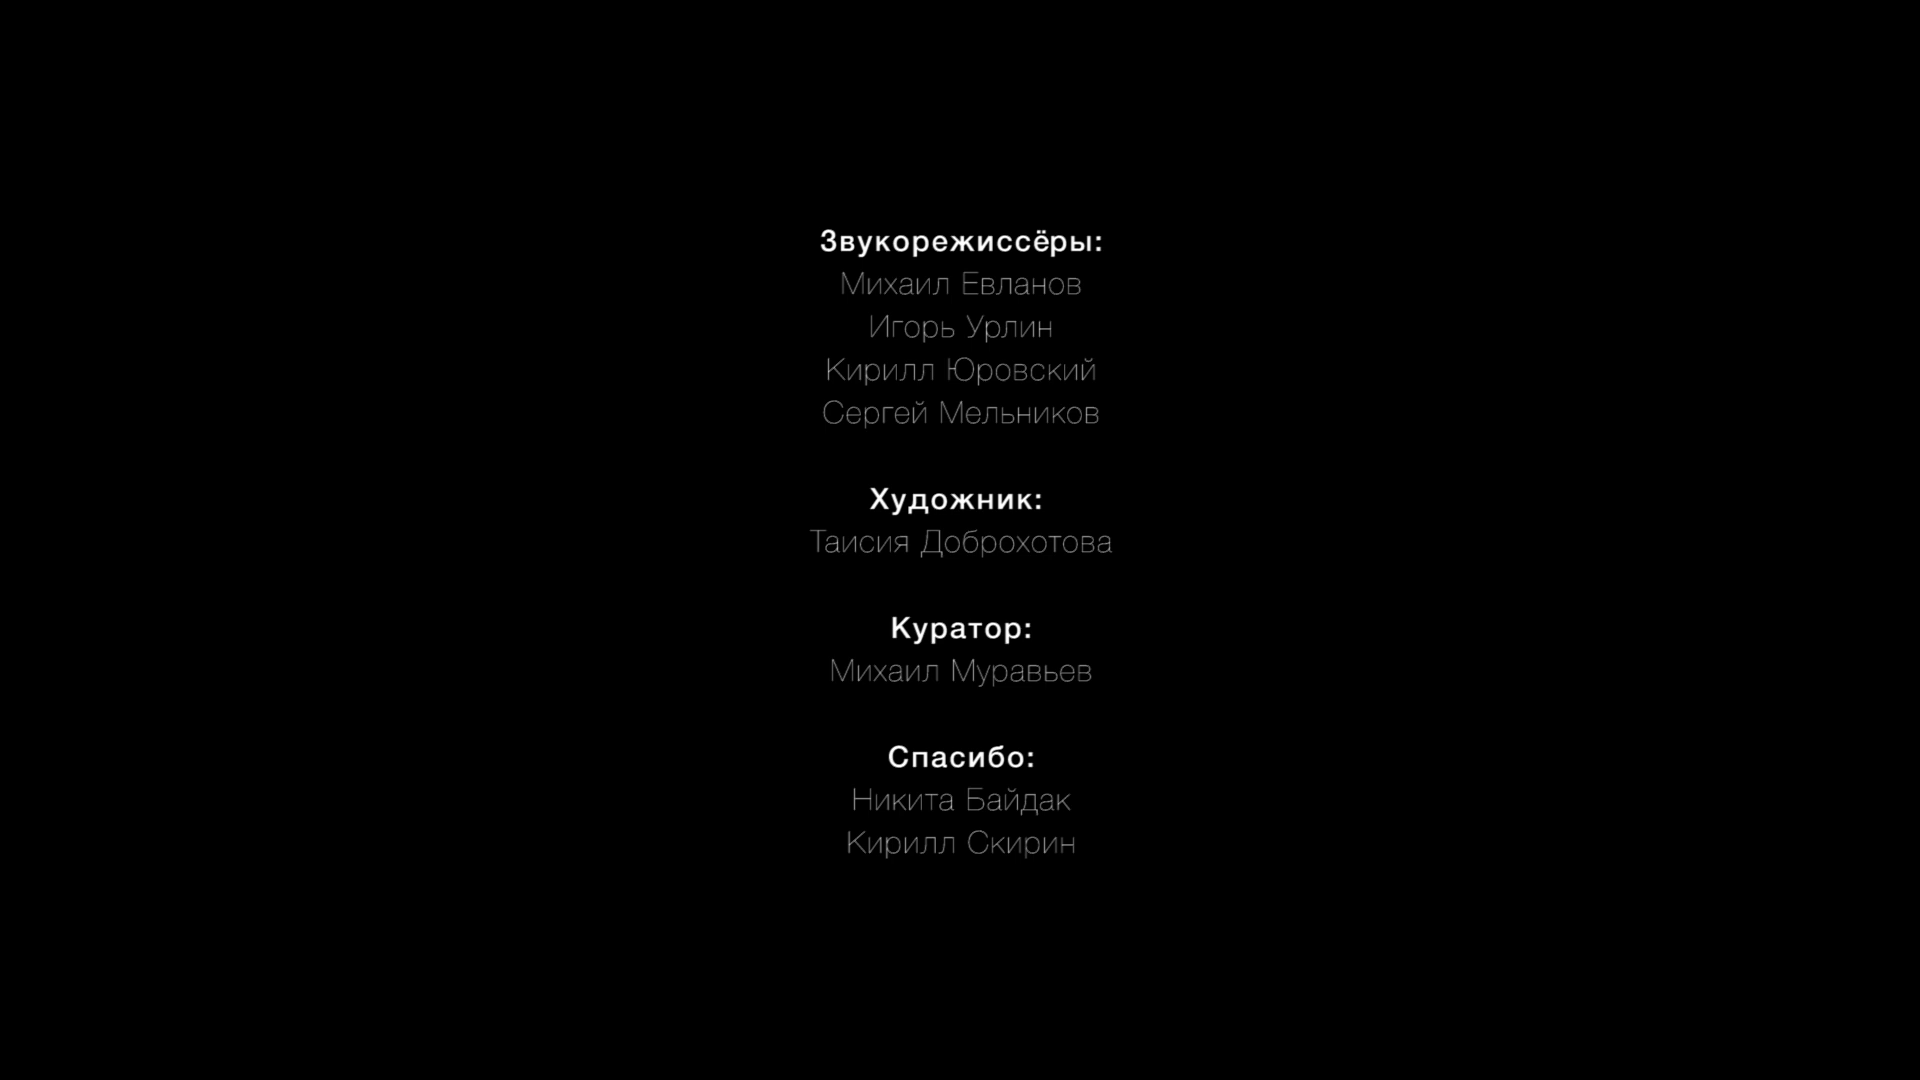 Звукорежиссёры:
Михаил Евланов
Игорь Урлин
Кирилл Юровский
Сергей Мельников
Художник:
Таисия Доброхотова
Куратор:
Михаил Муравьев
Спасибо:
Никита Байдак
Кирилл Скирин